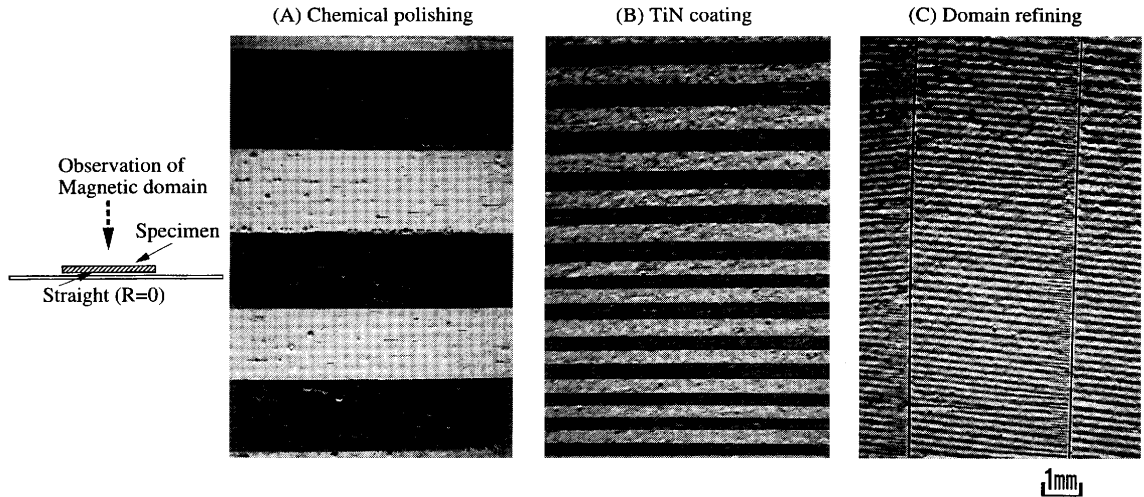 (A) Chemical polishing
(B) TiN coating
(C) Domain refining
Observation of
Magnetic domain
Specimen
Straight (R=0)
1mm